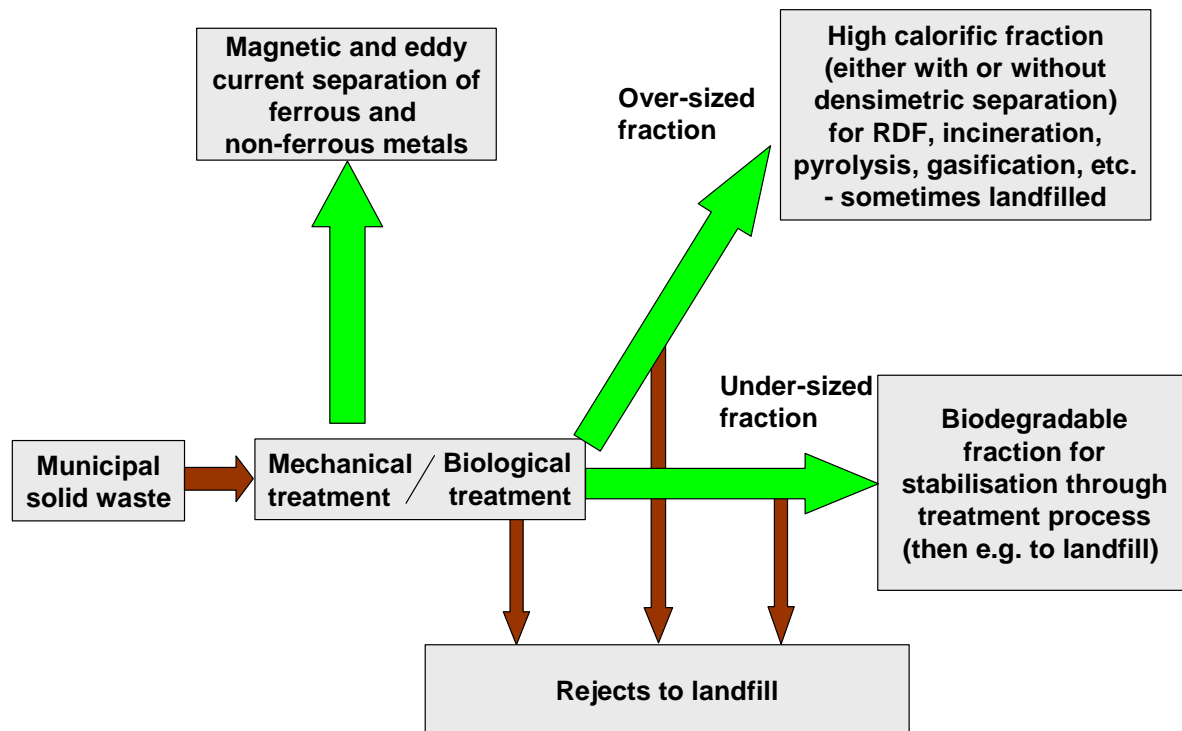 Magnetic and eddy
current separation of
ferrous and
non-ferrous metals
Over-sized
fraction
High calorific fraction
(either with or without
densimetric separation)
for RDF, incineration,
pyrolysis, gasification, etc.
- sometimes landfilled
Municipal
solid waste
Mechanical / Biological
treatment treatment
Under-sized
fraction
Biodegradable
fraction for
stabilisation through
treatment process
(then e.g. to landfill)
Rejects to landfill